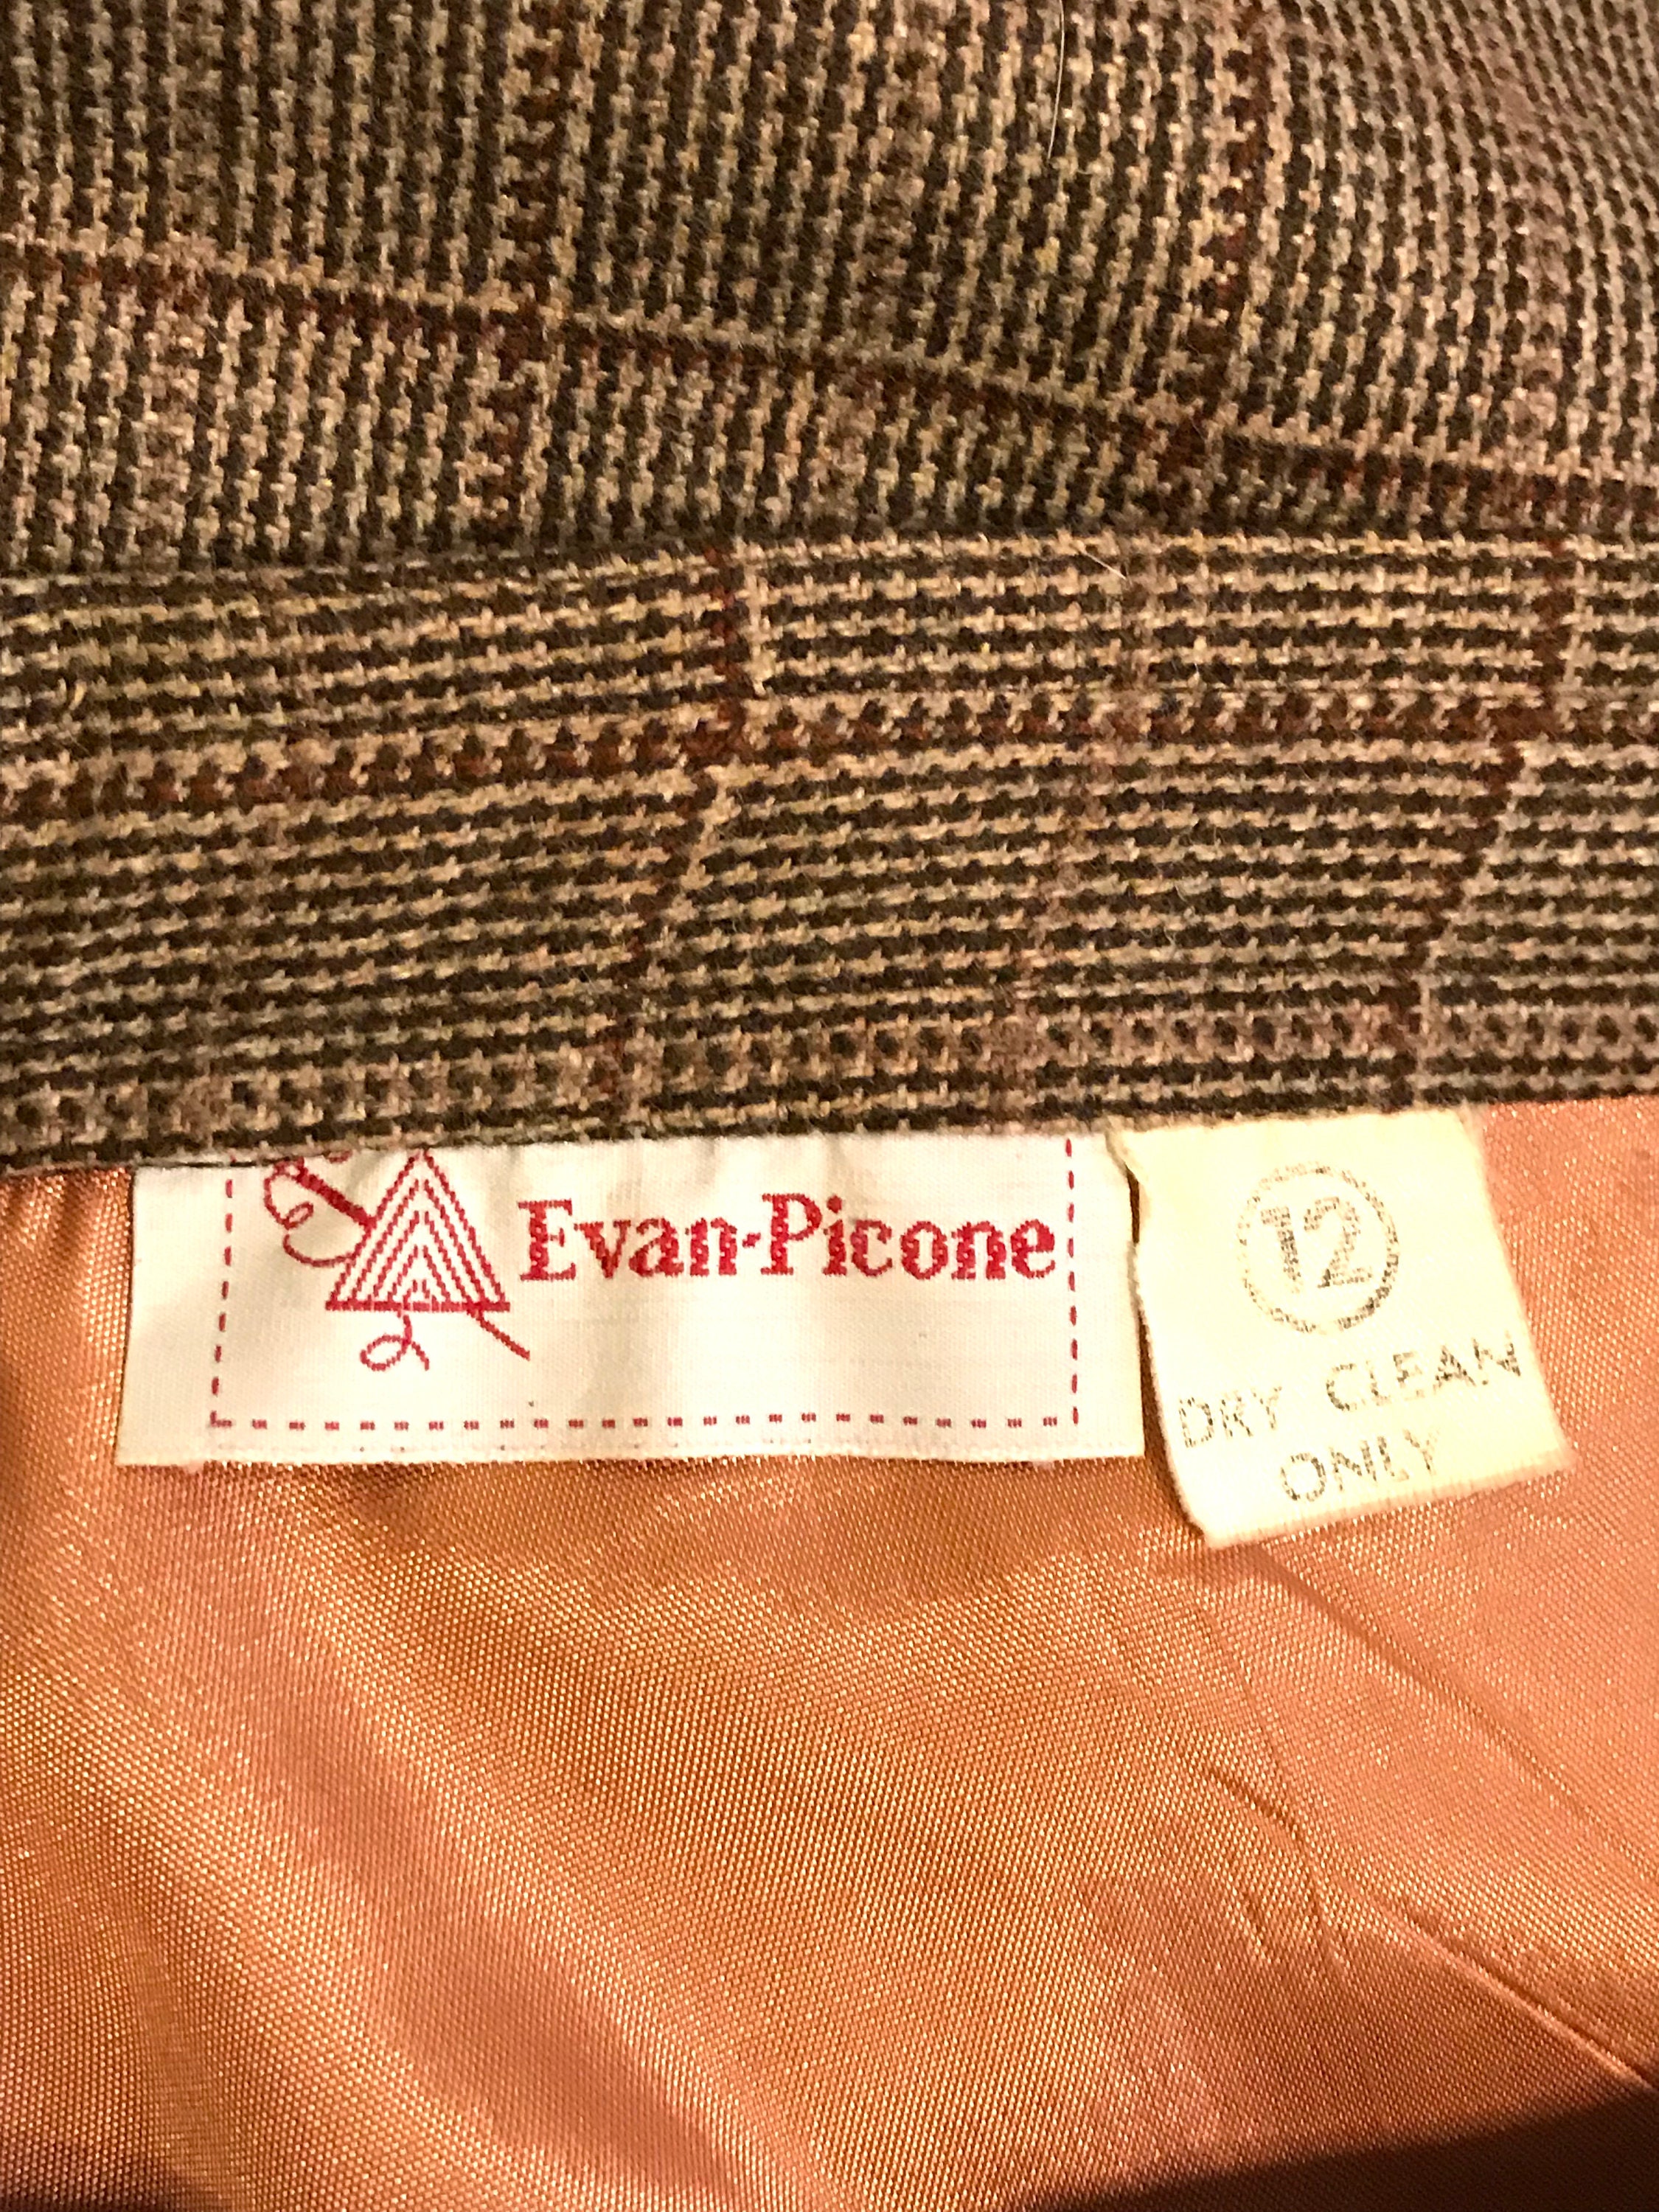 Evan-Picone
12
DRY CLEAN
ONLY